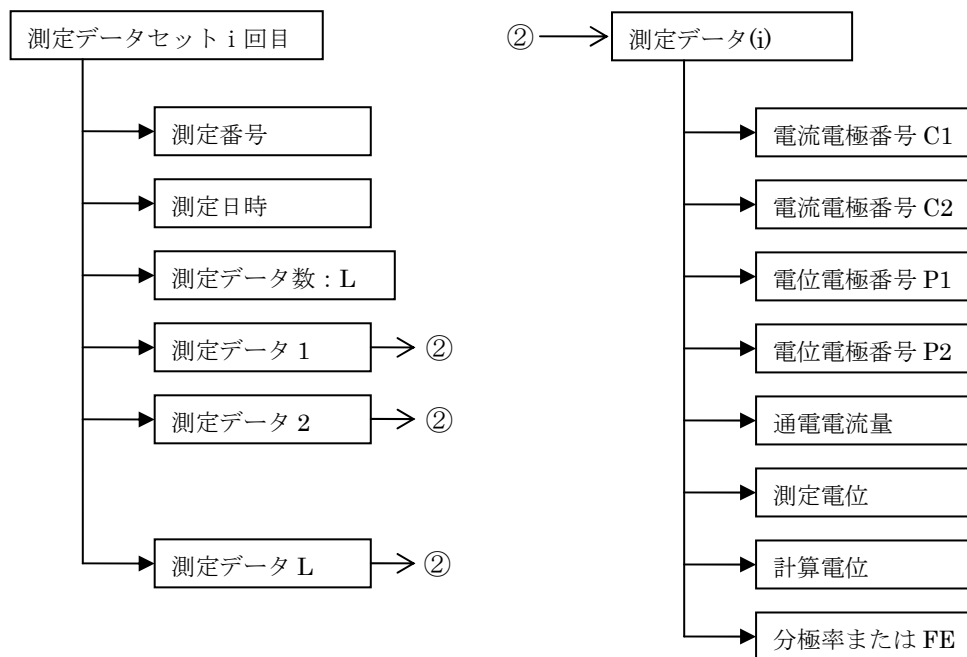 測定データセット i 回目
測定番号
測定日時
測定データ数：L
測定データ 1
②
測定データ 2
②
測定データ L
②
②
測定データ(i)
電流電極番号 C1
電流電極番号 C2
電位電極番号 P1
電位電極番号 P2
通電電流量
測定電位
計算電位
分極率または FE